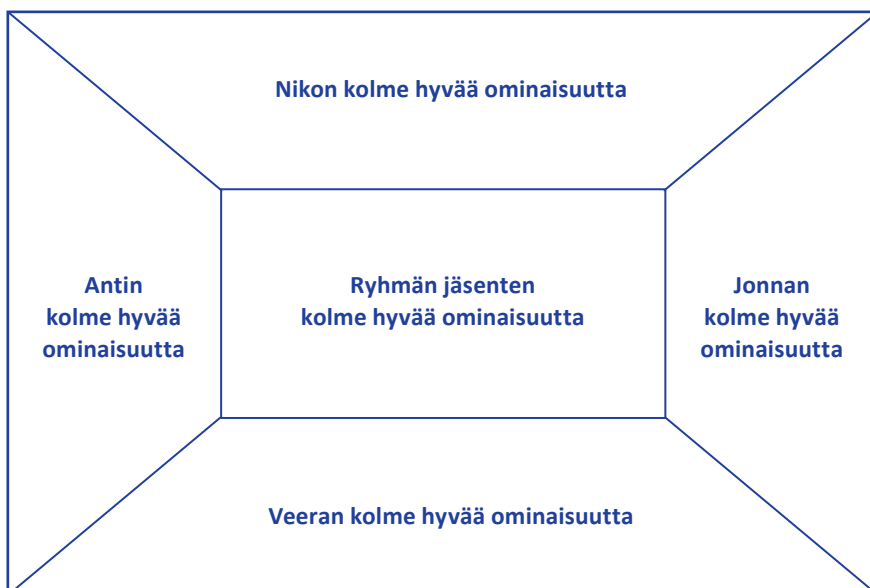 Nikon kolme hyvää ominaisuutta
Antin
kolme hyvää
ominaisuutta
Ryhmän jäsenten
kolme hyvää ominaisuutta
Jonnan
kolme hyvää
ominaisuutta
Veeran kolme hyvää ominaisuutta